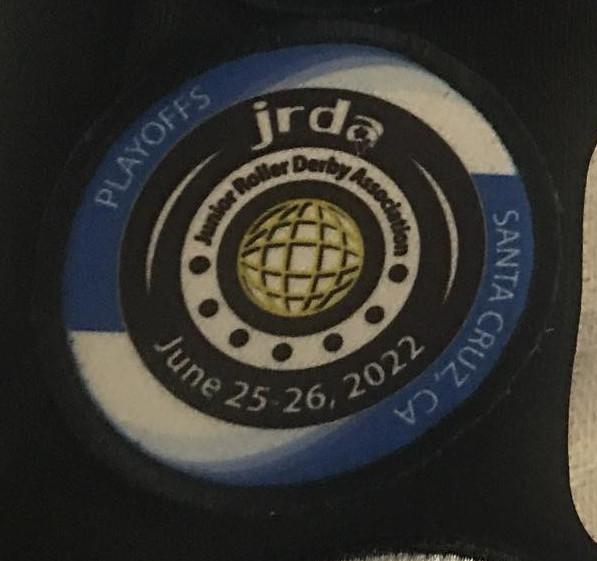 PLAYOFFS
jrda
Junior Roller Derby Association
June 25-26, 2022
SANTA CRUZ, CA